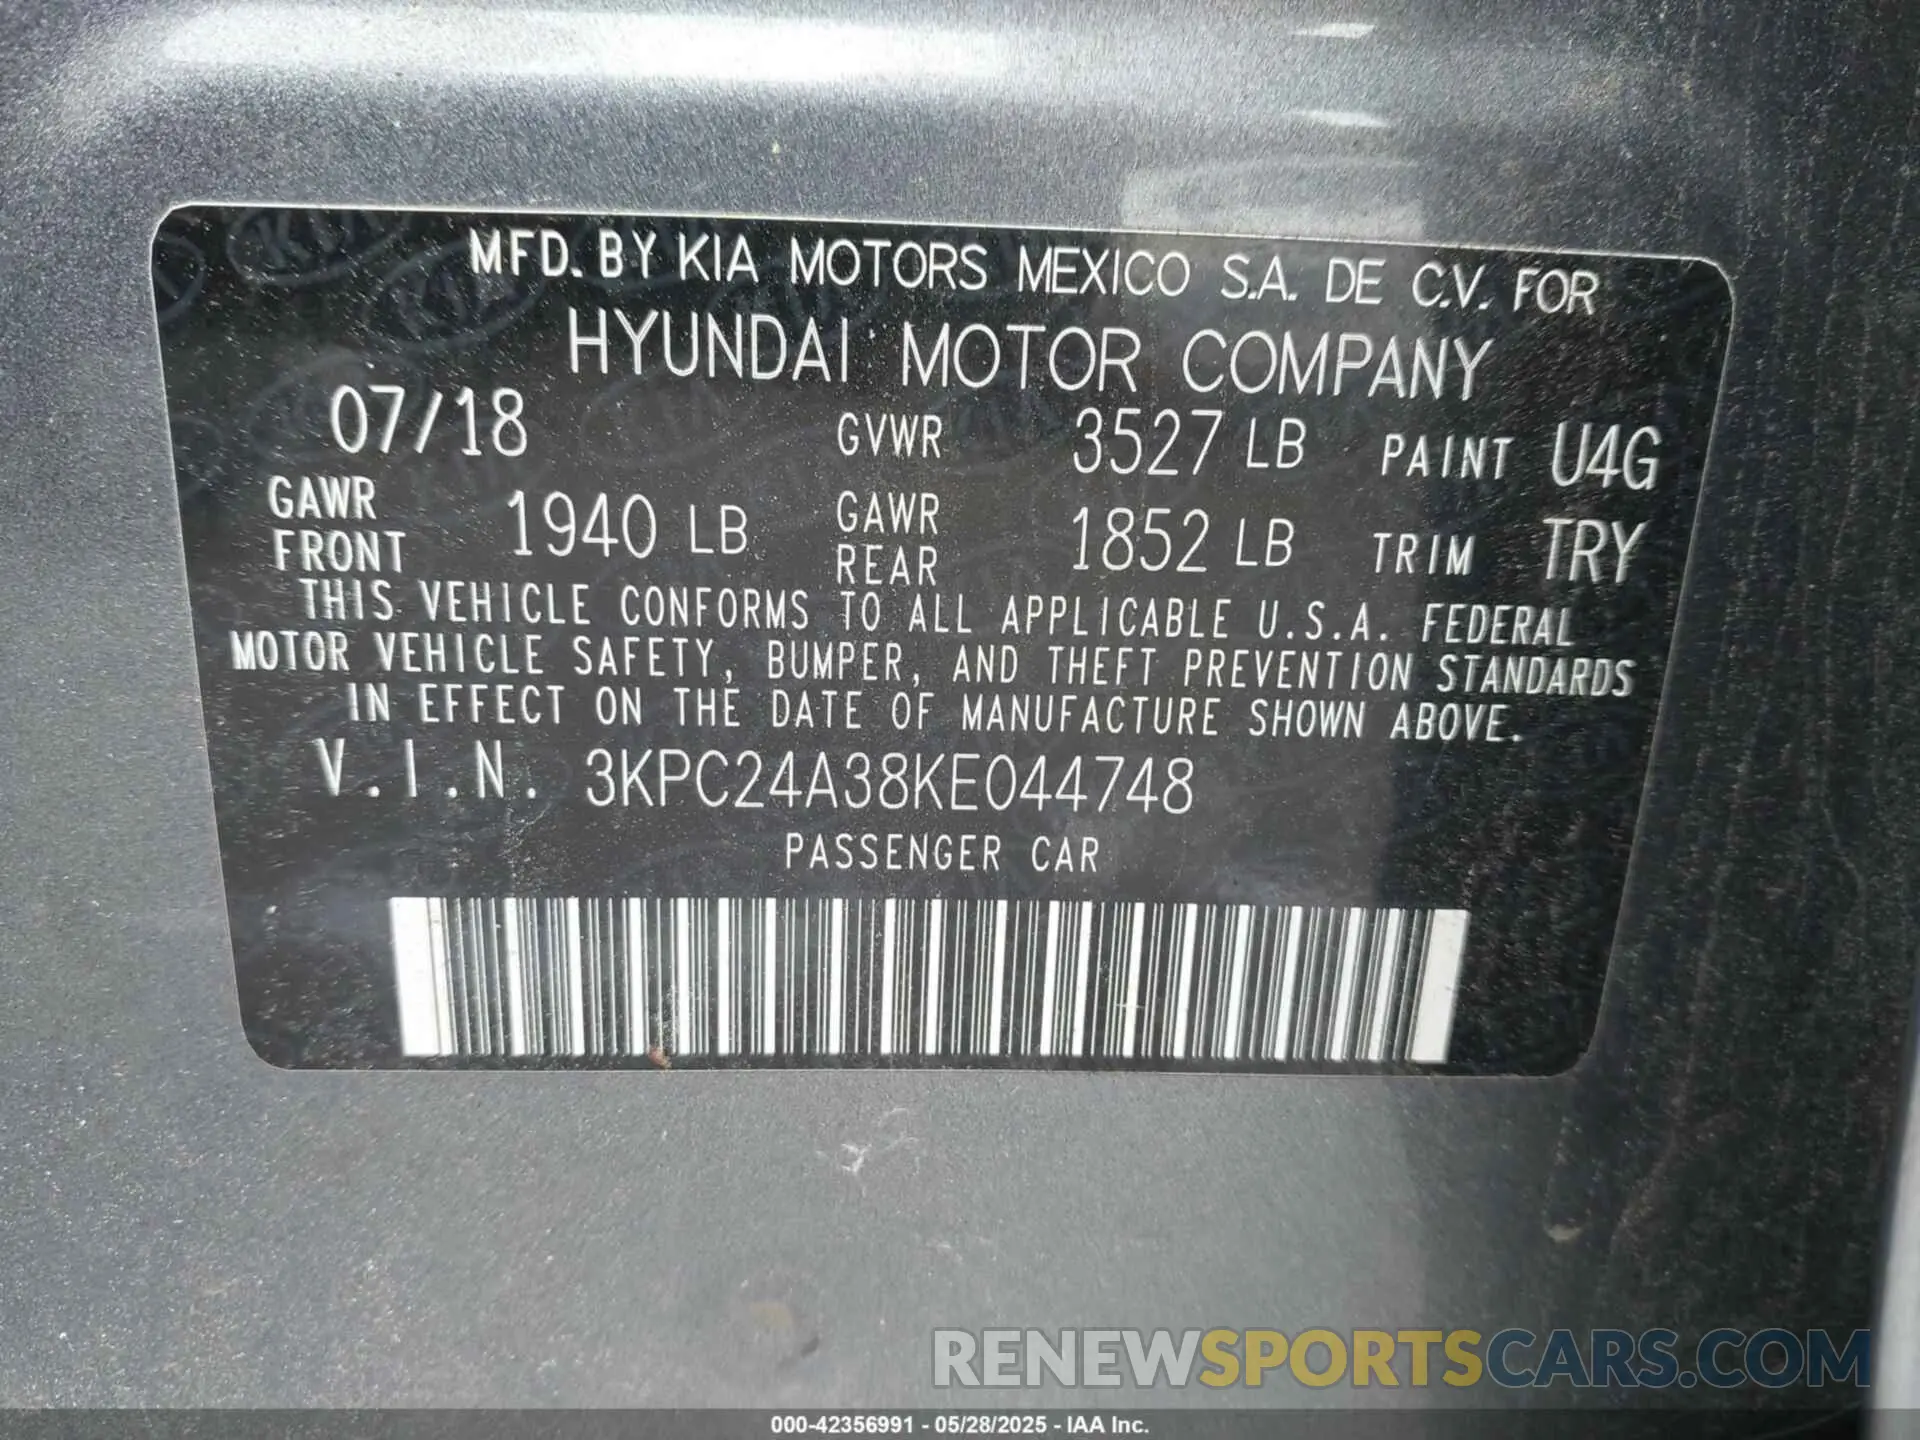 MFD. BY KIA MOTORS MEXICO S.A. DE C.V. FOR
HYUNDAI MOTOR COMPANY
07/18 GVWR 3527 LB PAINT U4G
GAWR FRONT 1940 LB GAWR REAR 1852 LB TRIM TRY
THIS VEHICLE CONFORMS TO ALL APPLICABLE U.S.A. FEDERAL
MOTOR VEHICLE SAFETY, BUMPER, AND THEFT PREVENTION STANDARDS
IN EFFECT ON THE DATE OF MANUFACTURE SHOWN ABOVE.
V.I.N. 3KPC24A38KE044748
PASSENGER CAR
RENEWSPORTSCARS.COM
000-42356991 - 05/28/2025 - IAA Inc.